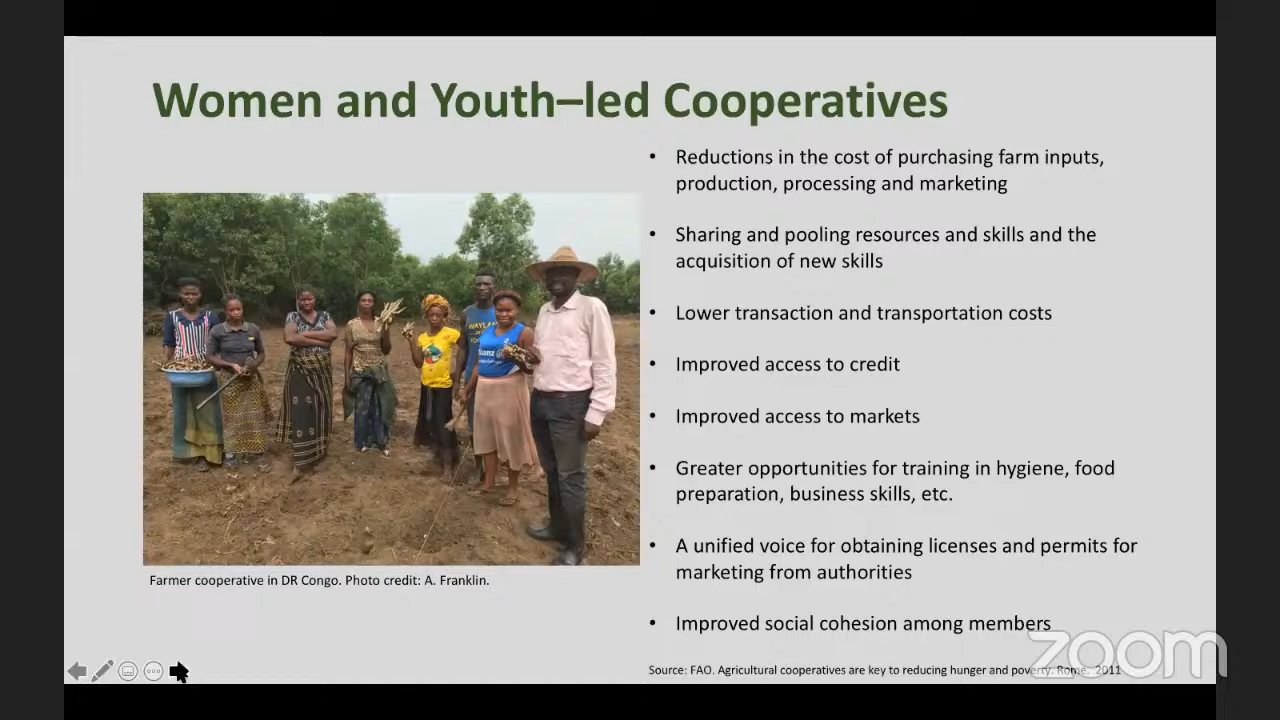 Women and Youth–led Cooperatives
• Reductions in the cost of purchasing farm inputs,
production, processing and marketing
• Sharing and pooling resources and skills and the
acquisition of new skills
• Lower transaction and transportation costs
• Improved access to credit
• Improved access to markets
• Greater opportunities for training in hygiene, food
preparation, business skills, etc.
• A unified voice for obtaining licenses and permits for
marketing from authorities
• Improved social cohesion among members
WAYLAN
Farmer cooperative in DR Congo. Photo credit: A. Franklin.
Source: FAO. Agricultural cooperatives are key to reducing hunger and poverty. Rome. 2011
zoom